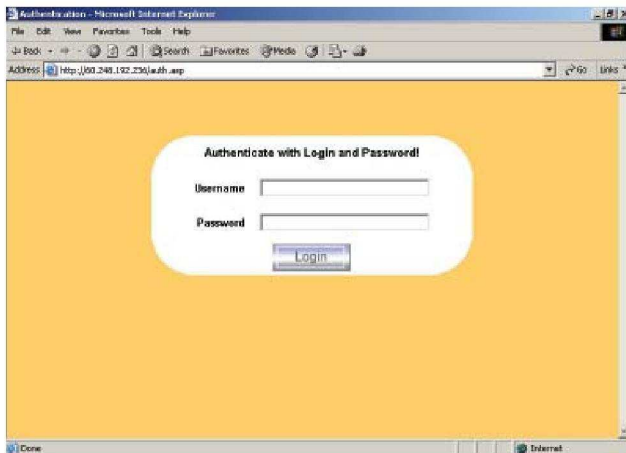 Authentication - Microsoft Internet Explorer
File Edit View Favorites Tools Help
Back Search Favorites Media
Address http://60.248.192.236/auth.asp Go Links
Authenticate with Login and Password!
Username
Password
Login
Done Internet